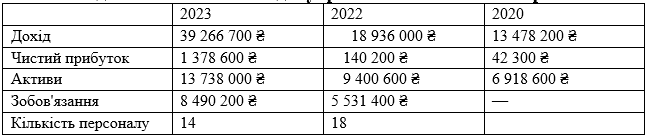 2023 2022 2020
Дохід 39 266 700 ₴ 18 936 000 ₴ 13 478 200 ₴
Чистий прибуток 1 378 600 ₴ 140 200 ₴ 42 300 ₴
Активи 13 738 000 ₴ 9 400 600 ₴ 6 918 600 ₴
Зобов'язання 8 490 200 ₴ 5 531 400 ₴ —
Кількість персоналу 14 18